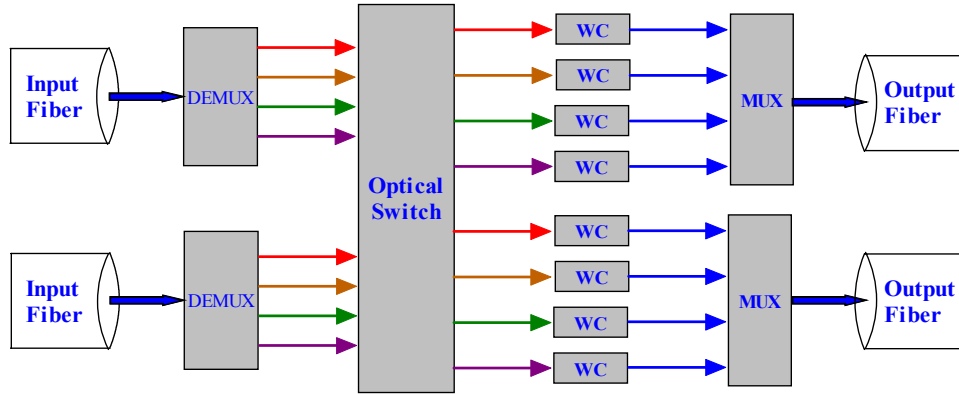 Input
Fiber
DEMUX
Input
Fiber
DEMUX
Optical
Switch
WC
WC
WC
WC
WC
WC
WC
WC
MUX
Output
Fiber
MUX
Output
Fiber